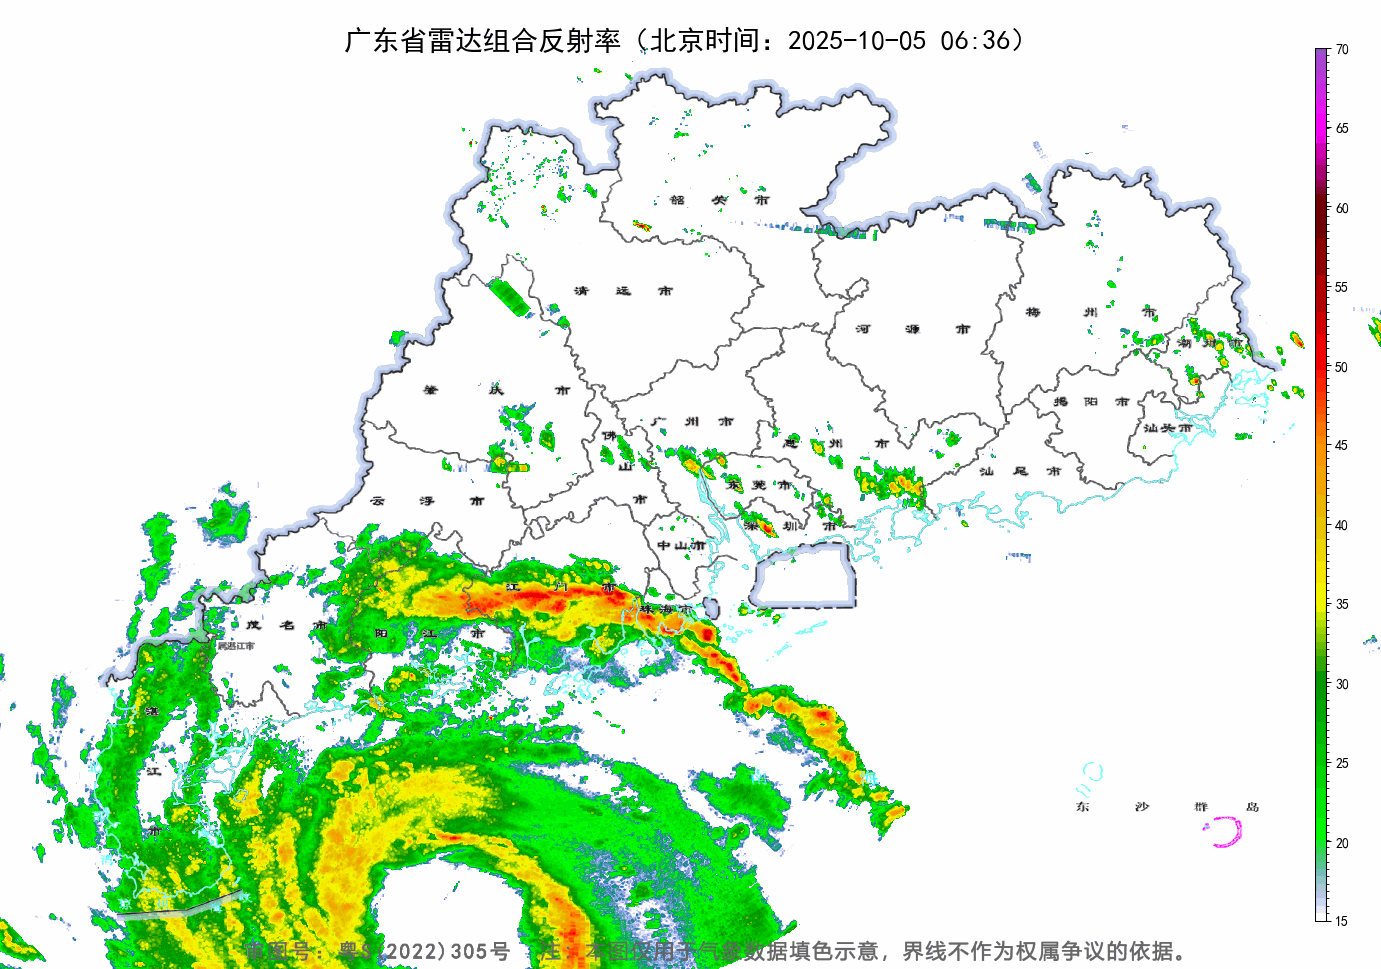 广东省雷达组合反射率（北京时间：2025-10-05 06:36）
70
65
60
55
50
45
40
35
30
25
20
15
韶关市
清远市
河源市
梅州市
潮州市
肇庆市
广州市
佛山市
惠州市
揭阳市
汕头市
汕尾市
东莞市
云浮市
深圳市
中山市
江门市
珠海市
茂名市
阳江市
属湛江市
湛江市
东沙群岛
审图号：粤S(2022)305号 注：本图仅用于气象数据填色示意，界线不作为权属争议的依据。